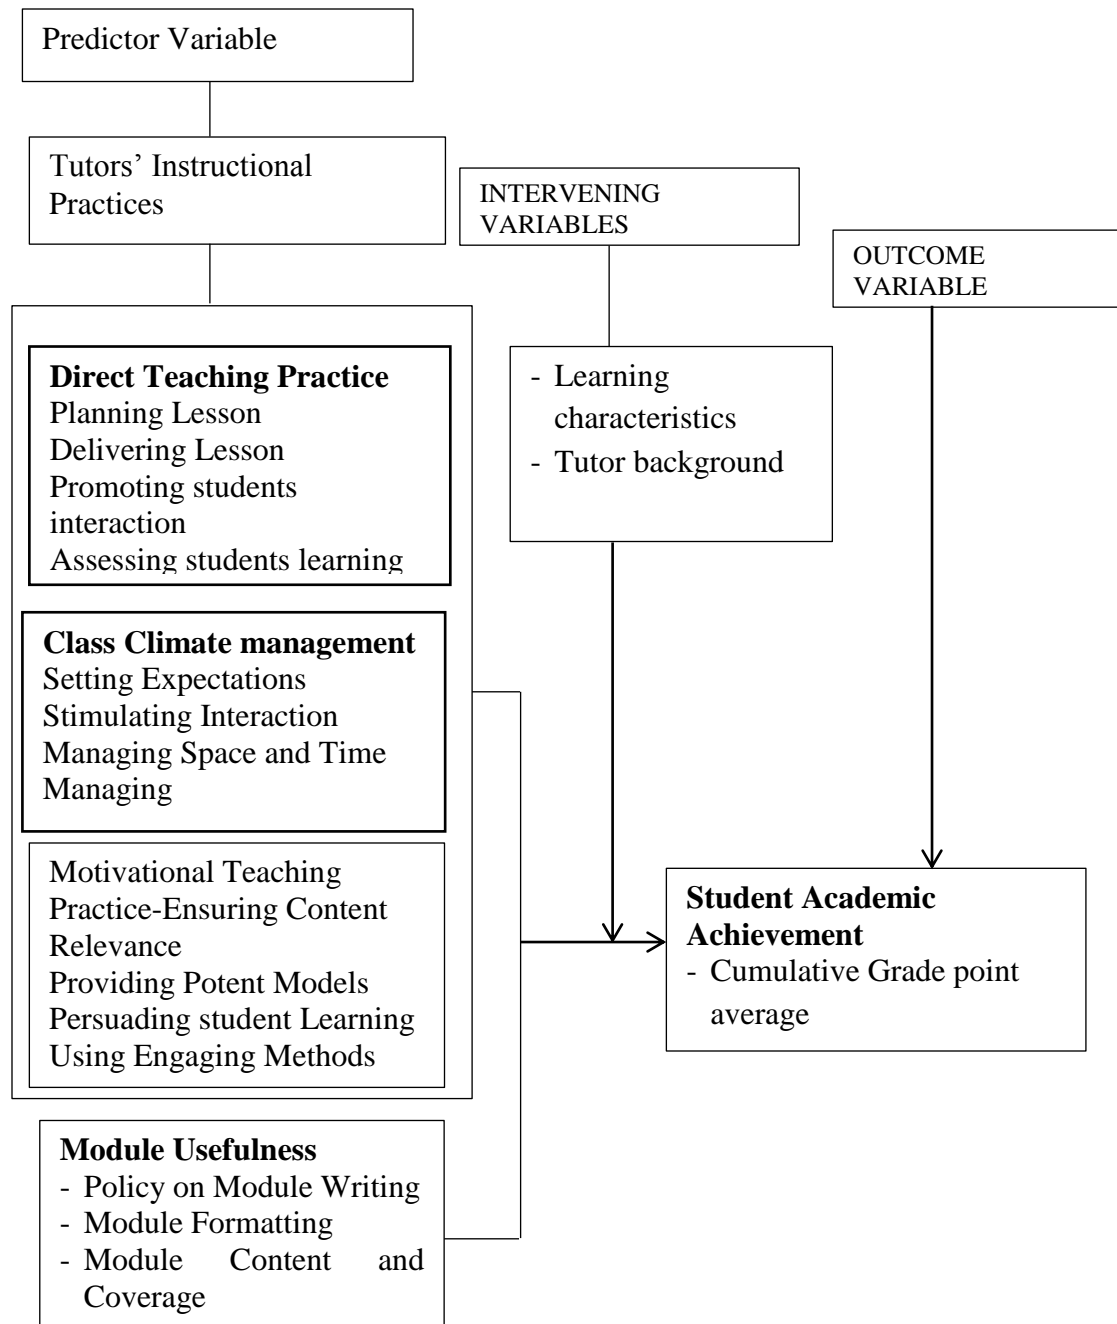 Predictor Variable
Tutors’ Instructional
Practices
INTERVENING
VARIABLES
OUTCOME
VARIABLE
Direct Teaching Practice
Planning Lesson
Delivering Lesson
Promoting students
interaction
Assessing students learning
- Learning
characteristics
- Tutor background
Class Climate management
Setting Expectations
Stimulating Interaction
Managing Space and Time
Managing
Motivational Teaching
Practice-Ensuring Content
Relevance
Providing Potent Models
Persuading student Learning
Using Engaging Methods
Student Academic
Achievement
- Cumulative Grade point
average
Module Usefulness
- Policy on Module Writing
- Module Formatting
- Module Content and
Coverage